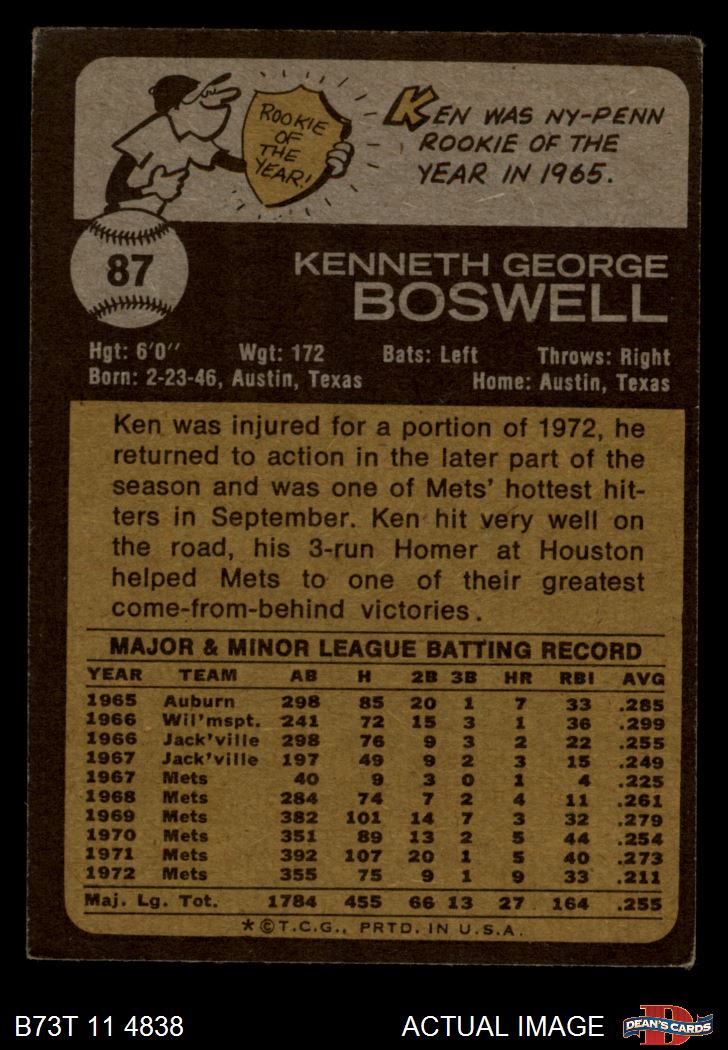 ROOKIE
OF
THE
YEAR!
KEN WAS NY-PENN
ROOKIE OF THE
YEAR IN 1965.
87
KENNETH GEORGE
BOSWELL
Hgt: 6'0" Wgt: 172 Bats: Left Throws: Right
Born: 2-23-46, Austin, Texas Home: Austin, Texas
Ken was injured for a portion of 1972, he
returned to action in the later part of the
season and was one of Mets' hottest hit-
ters in September. Ken hit very well on
the road, his 3-run Homer at Houston
helped Mets to one of their greatest
come-from-behind victories.
MAJOR & MINOR LEAGUE BATTING RECORD
YEAR TEAM AB H 2B 3B HR RBI AVG
1965 Auburn 298 85 20 1 7 33 .285
1966 Wil'mspt. 241 72 15 3 1 36 .299
1966 Jack'ville 298 76 9 3 2 22 .255
1967 Jack'ville 197 49 9 2 3 15 .249
1967 Mets 40 9 3 0 1 4 .225
1968 Mets 284 74 7 2 4 11 .261
1969 Mets 382 101 14 7 3 32 .279
1970 Mets 351 89 13 2 5 44 .254
1971 Mets 392 107 20 1 5 40 .273
1972 Mets 355 75 9 1 9 33 .211
Maj. Lg. Tot. 1784 455 66 13 27 164 .255
*©T.C.G., PRTD. IN U.S.A.
B73T 11 4838 ACTUAL IMAGE D DEAN'S CARDS